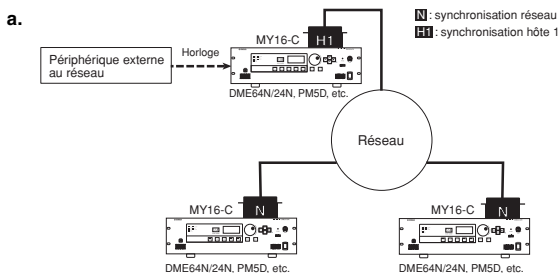 a.
N : synchronisation réseau
H1 : synchronisation hôte 1
MY16-C H1
Périphérique externe
au réseau
Horloge
DME64N/24N, PM5D, etc.
Réseau
MY16-C N
MY16-C N
DME64N/24N, PM5D, etc.
DME64N/24N, PM5D, etc.